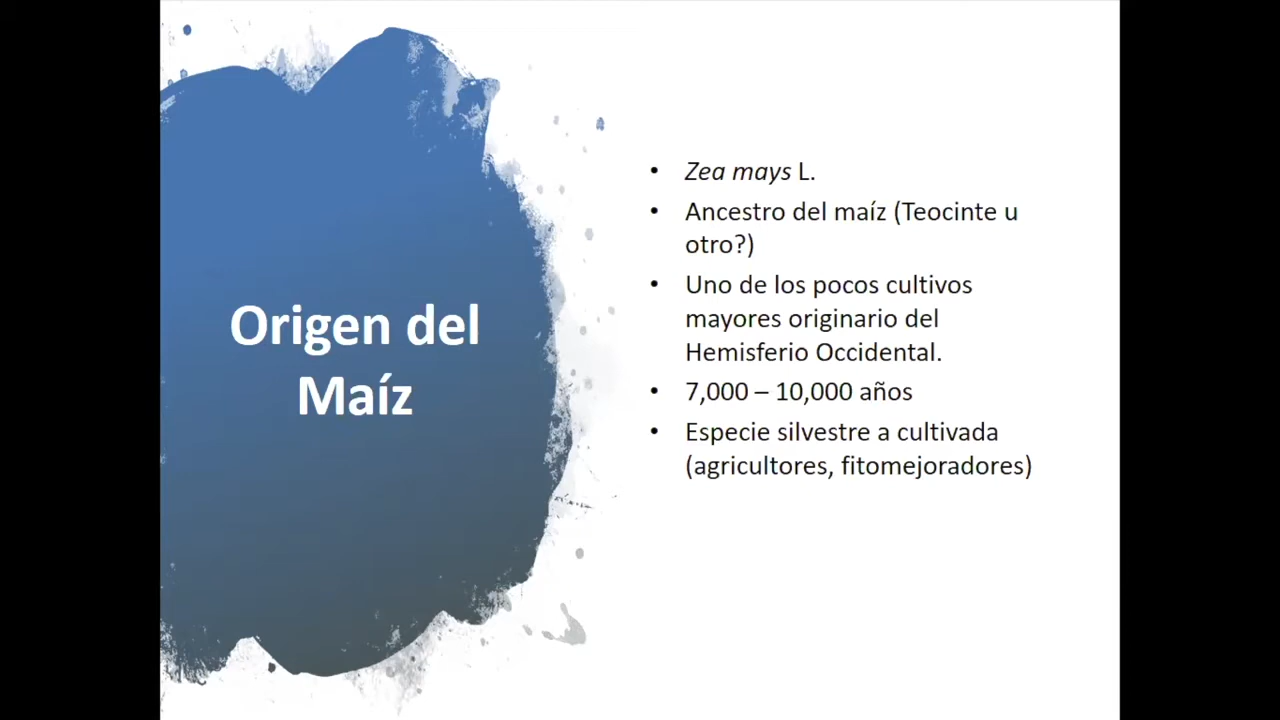 Origen del
Maíz
• Zea mays L.
• Ancestro del maíz (Teocinte u
otro?)
• Uno de los pocos cultivos
mayores originario del
Hemisferio Occidental.
• 7,000 – 10,000 años
• Especie silvestre a cultivada
(agricultores, fitomejoradores)